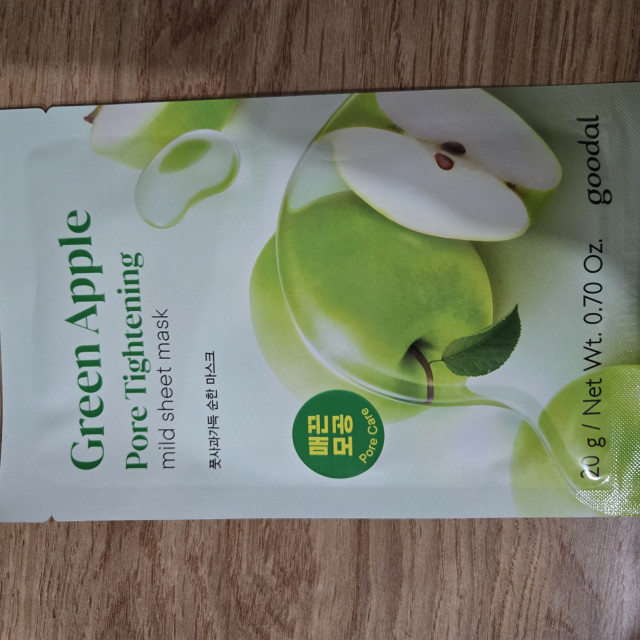 Green Apple
Pore Tightening
mild sheet mask
풋사과가득 순한 마스크
매끈
모공
Pore Care
20 g / Net Wt. 0.70 Oz.
goodal